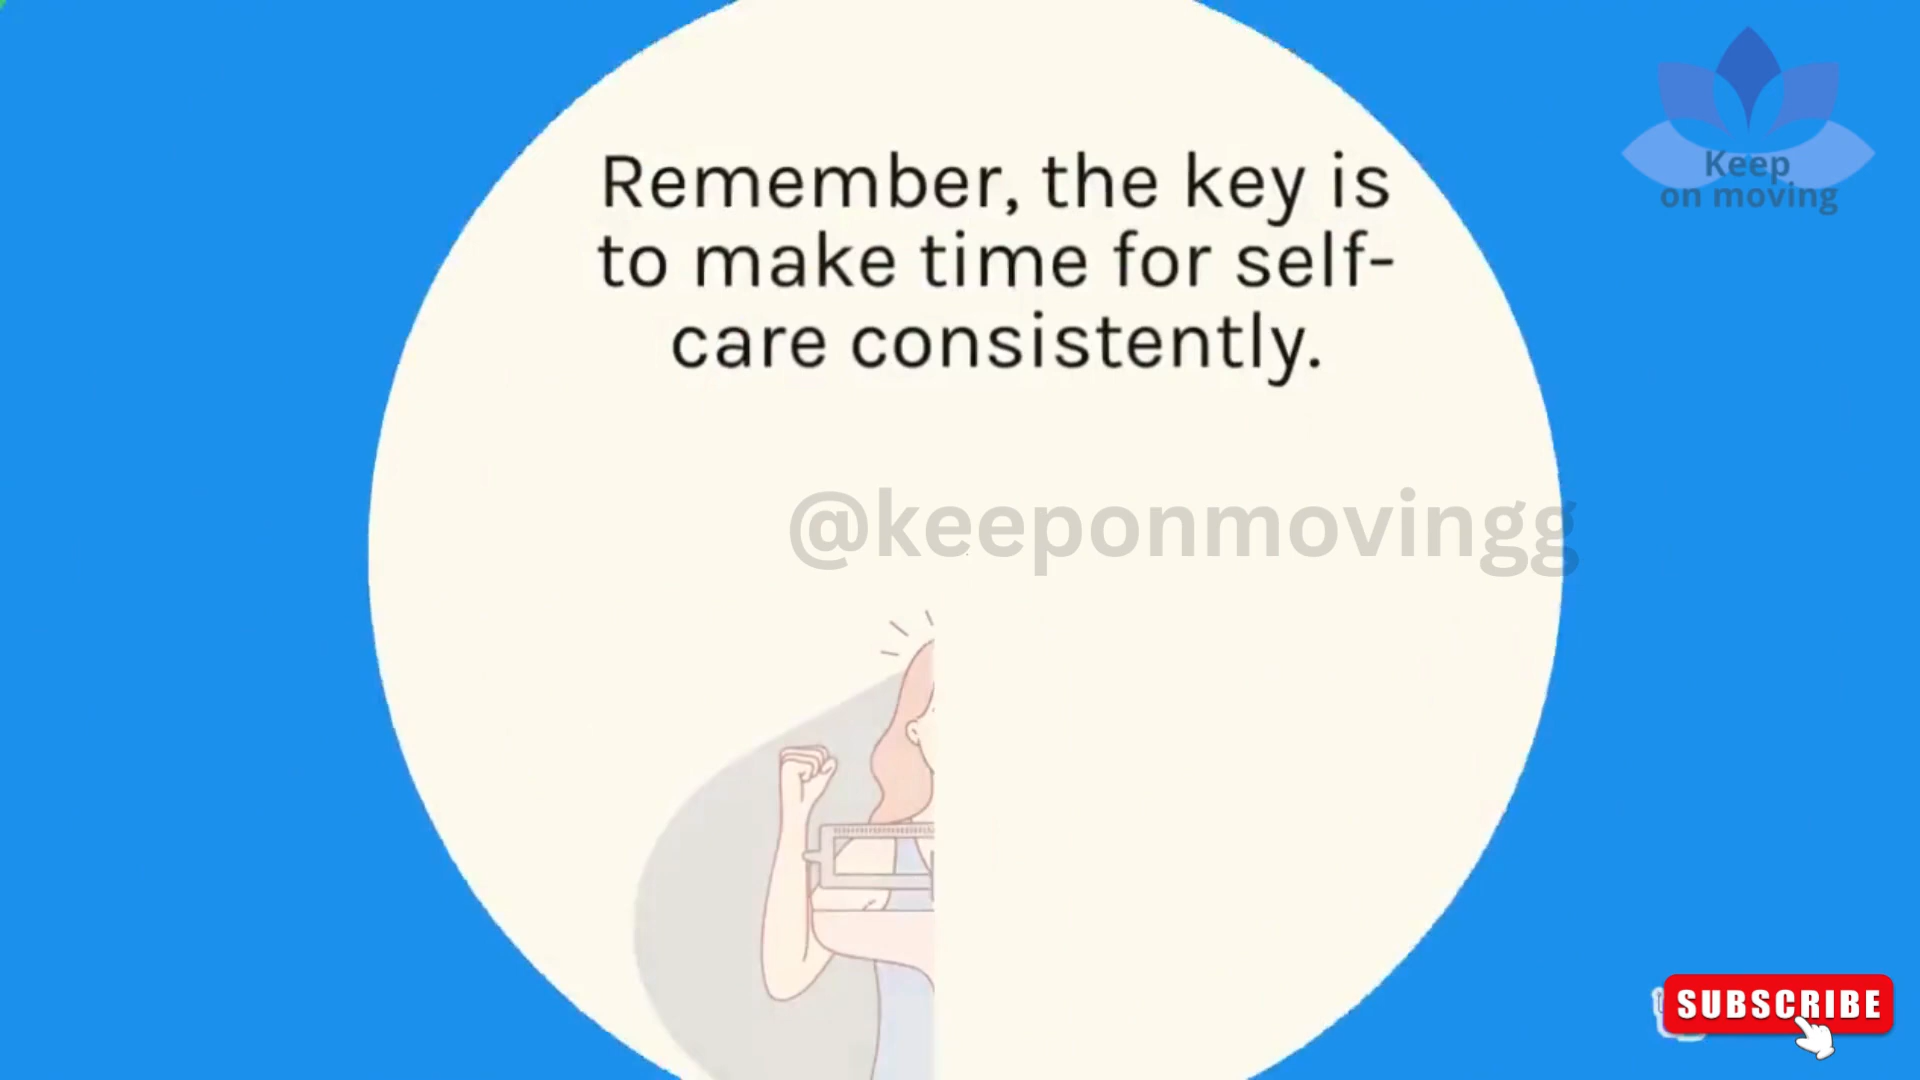 Remember, the key is
to make time for self-
care consistently.
Keep
on moving
@keeponmovingg
SUBSCRIBE